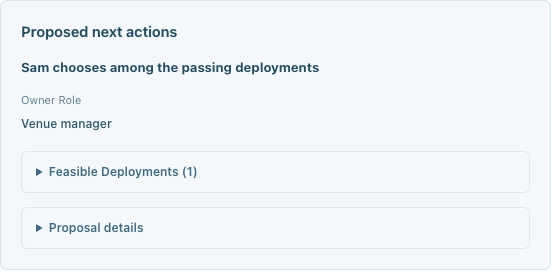 Proposed next actions
Sam chooses among the passing deployments
Owner Role
Venue manager
Feasible Deployments (1)
Proposal details